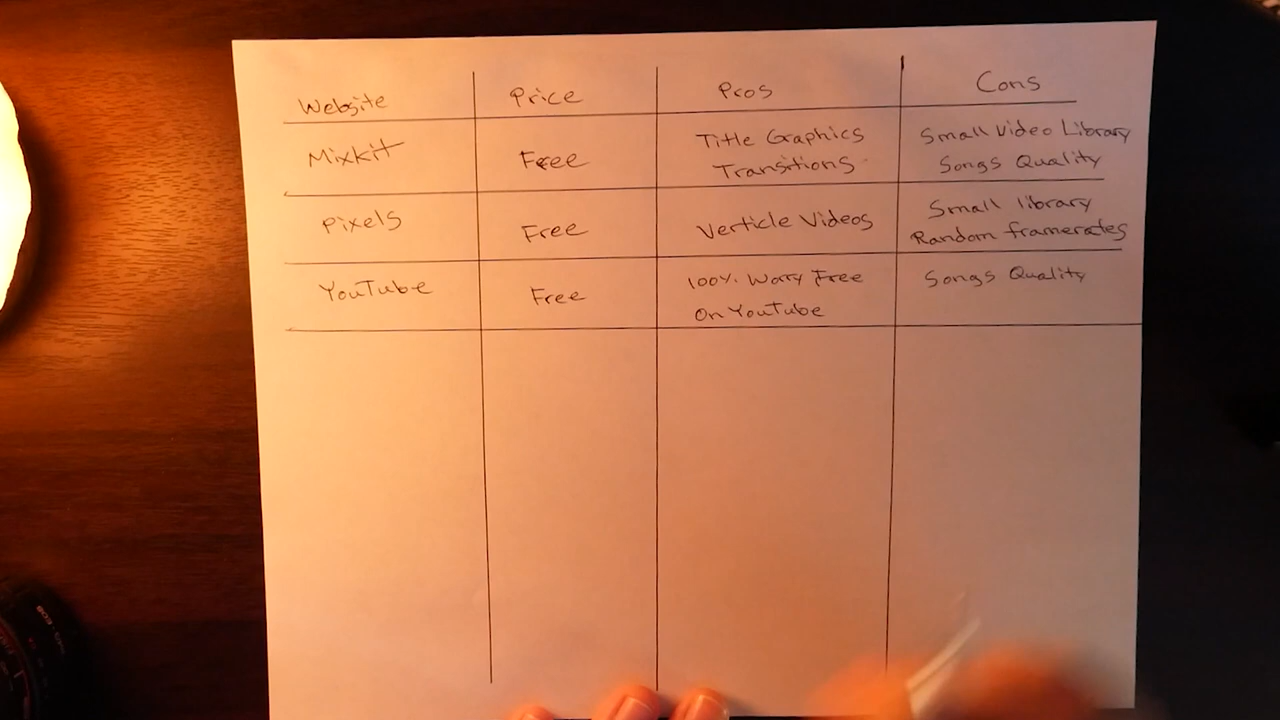 Website Price Pros Cons
Mixkit Free Title Graphics Small Video Library
Transitions Songs Quality
Pixels Free Verticle Videos Small library
Random framerates
YouTube Free 100% Worry Free Songs Quality
On YouTube